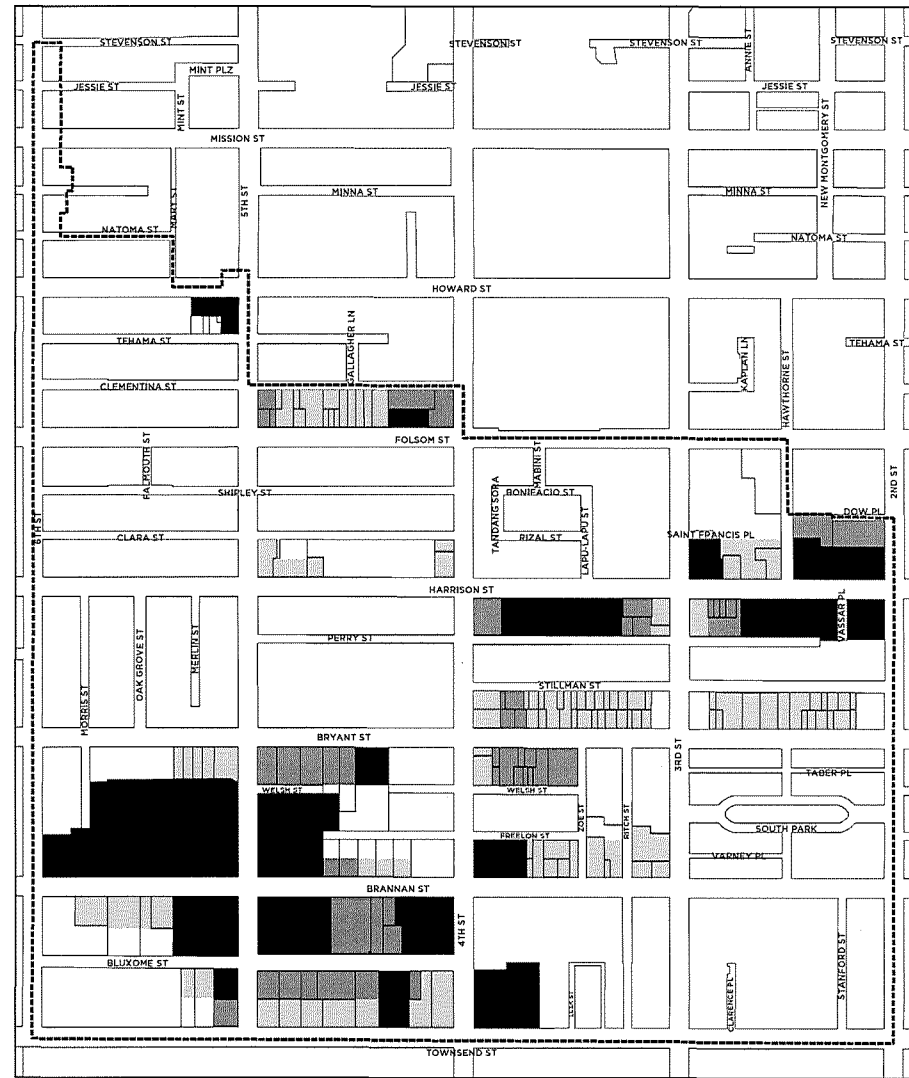 STEVENSON ST
STEVENSON ST
STEVENSON ST
STEVENSON ST
ANNIE ST
MINT PLZ
JESSIE ST
JESSIE S
JESSIE ST
MINT ST
NEW MONTGOMERY ST
MISSION ST
MINNA ST
MINNA ST
MARY ST
5TH ST
NATOMA ST
NATOMA ST
HOWARD ST
TEHAMA ST
GALLAGHER LN
KAPLAN LN
HAWTHORNE ST
TEHAMA ST
CLEMENTINA ST
FOLSOM ST
FALMOUTH ST
MABINI ST
2ND ST
SHIPLEY ST
TANDANG SORA
BONIFACIO ST
LAPU-LAPU ST
DOW PL
6TH ST
CLARA ST
RIZAL ST
SAINT FRANCIS PL
HARRISON ST
VASSAR PL
PERRY ST
MORRIS ST
OAK GROVE ST
MERLIN ST
STILLMAN ST
BRYANT ST
3RD ST
TABER PL
WELSH ST
WELSH ST
ZOE ST
RITCH ST
SOUTH PARK
FREELON ST
VARNEY PL
BRANNAN ST
4TH ST
STANFORD ST
BLUXOME ST
LUSK ST
CLARENCE PL
TOWNSEND ST